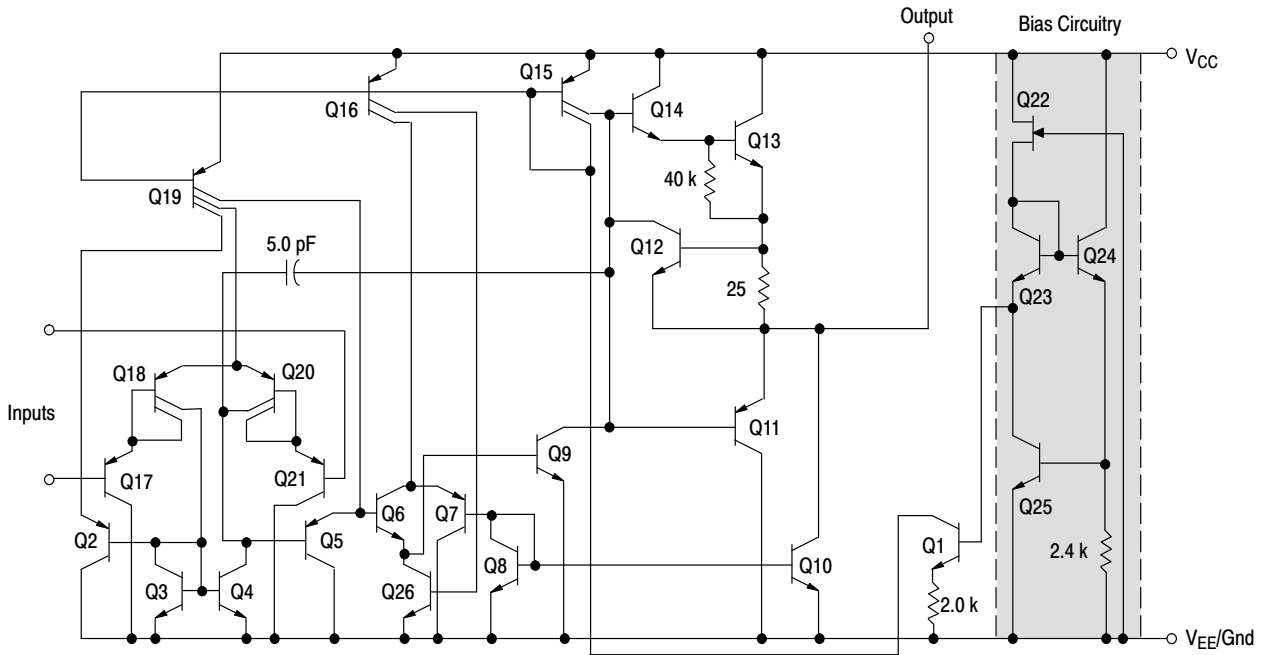 Output
Bias Circuitry
VCC
Q15
Q14
Q22
Q16
Q13
40 k
Q19
Q12
Q24
5.0 pF
25
Q23
Q18
Q20
Inputs
Q11
Q9
Q17
Q21
Q6
Q7
Q25
Q2
Q5
Q1
2.4 k
Q3
Q4
Q26
Q8
Q10
2.0 k
VEE/Gnd